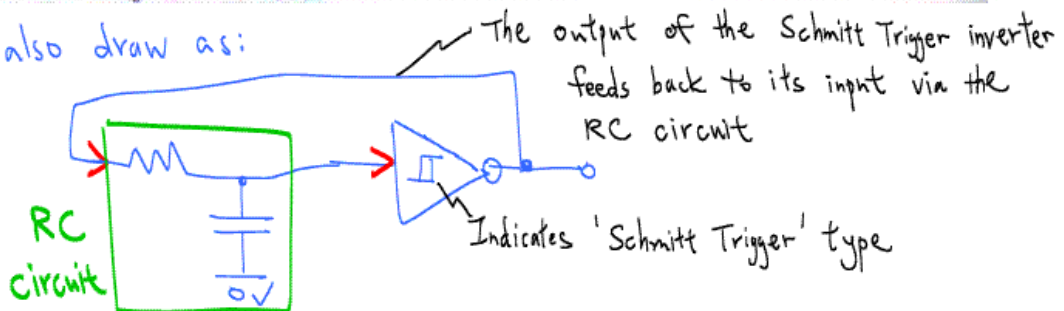 also draw as:
The output of the Schmitt Trigger inverter
feeds back to its input via the
RC circuit
RC
circuit
0V
Indicates 'Schmitt Trigger' type